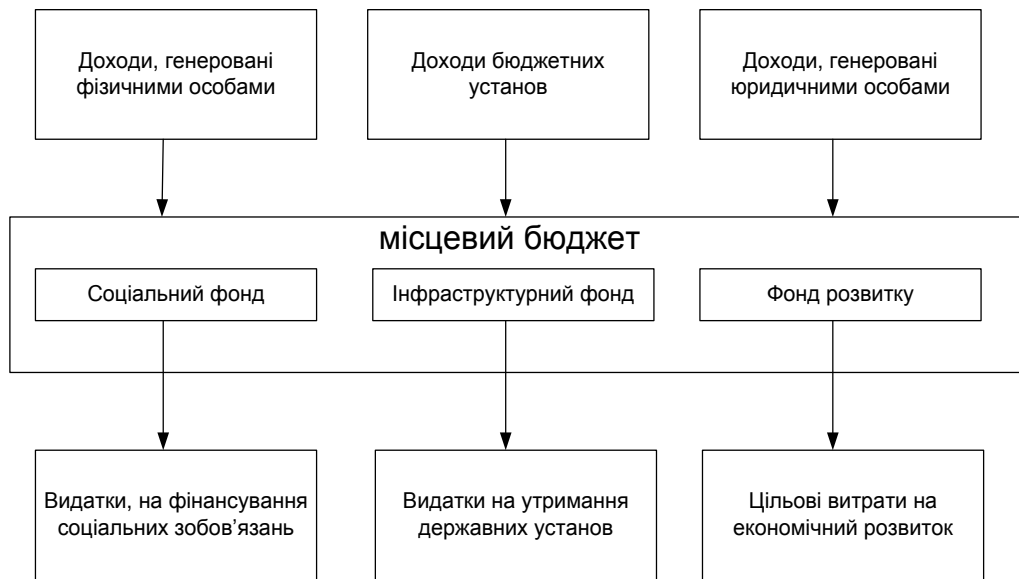 Доходи, генеровані
фізичними особами
Доходи бюджетних
установ
Доходи, генеровані
юридичними особами
місцевий бюджет
Соціальний фонд
Інфраструктурний фонд
Фонд розвитку
Видатки, на фінансування
соціальних зобов’язань
Видатки на утримання
державних установ
Цільові витрати на
економічний розвиток